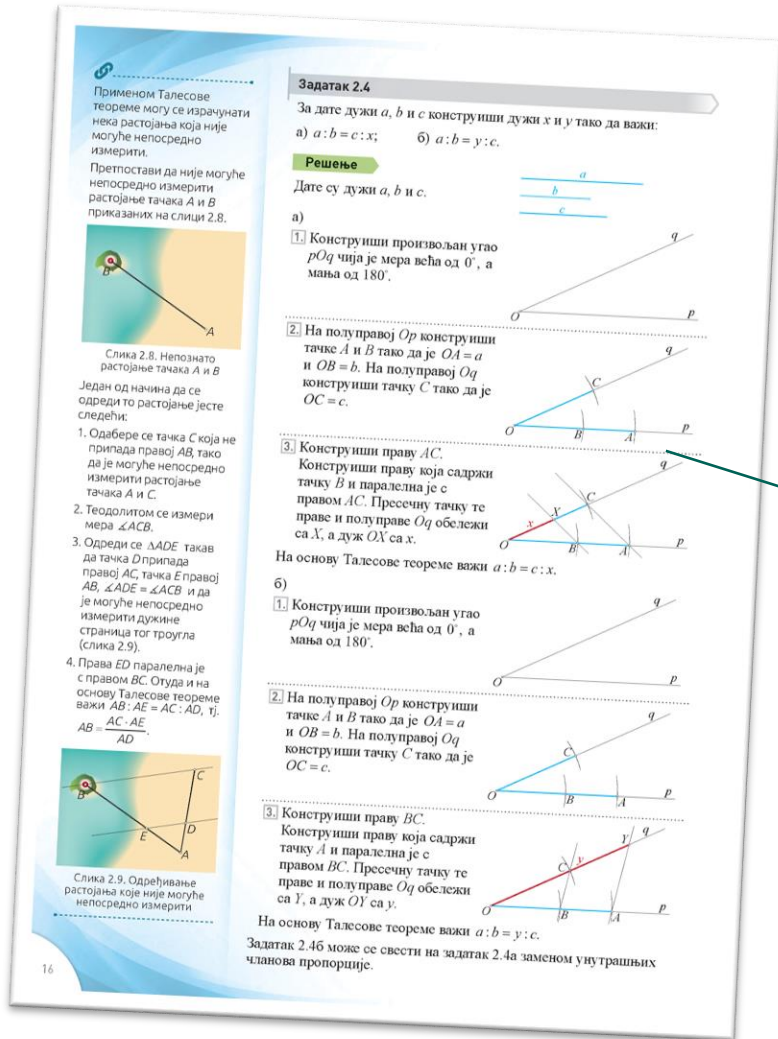 Применом Талесове
теореме могу се израчунати
нека растојања која није
могуће непосредно
измерити.
Претпостави да није могуће
непосредно измерити
растојање тачака A и B
приказаних на слици 2.8.
B
A
Слика 2.8. Непознато
растојање тачака A и B
Један од начина да се
одреди то растојање јесте
следећи:
1. Одабере се тачка C која не
припада правој AB, тако
да је могуће непосредно
измерити растојање
тачака A и C.
2. Теодолитом се измери
мера ∡ACB.
3. Одреди се △ADE такав
да тачка D припада
правој AC, тачка E правој
AB, ∡ADE = ∡ACB и да
је могуће непосредно
измерити дужине
страница тог троугла
(слика 2.9).
4. Права ED паралелна је
с правом BC. Отуда и на
основу Талесове теореме
важи AB : AE = AC : AD, тј.
AB = AC · AE / AD.
B
C
E
D
A
Слика 2.9. Одређивање
растојања које није могуће
непосредно измерити
16
Задатак 2.4
За дате дужи a, b и c конструиши дужи x и y тако да важи:
а) a : b = c : x; б) a : b = y : c.
Решење
Дате су дужи a, b и c.
a
b
c
а)
1. Конструиши произвољан угао
pOq чија је мера већа од 0°, а
мања од 180°.
q
O
p
2. На полуправој Op конструиши
тачке A и B тако да је OA = a
и OB = b. На полуправој Oq
конструиши тачку C тако да је
OC = c.
q
C
O
B
A
p
3. Конструиши праву AC.
Конструиши праву која садржи
тачку B и паралелна је с
правом AC. Пресечну тачку те
праве и полуправе Oq обележи
са X, а дуж OX са x.
q
C
X
x
O
B
A
p
На основу Талесове теореме важи a : b = c : x.
б)
1. Конструиши произвољан угао
pOq чија је мера већа од 0°, а
мања од 180°.
q
O
p
2. На полуправој Op конструиши
тачке A и B тако да је OA = a
и OB = b. На полуправој Oq
конструиши тачку C тако да је
OC = c.
q
C
O
B
A
p
3. Конструиши праву BC.
Конструиши праву која садржи
тачку A и паралелна је с
правом BC. Пресечну тачку те
праве и полуправе Oq обележи
са Y, а дуж OY са y.
Y
q
C
y
O
B
A
p
На основу Талесове теореме важи a : b = y : c.
Задатак 2.4б може се свести на задатак 2.4а заменом унутрашњих
чланова пропорције.